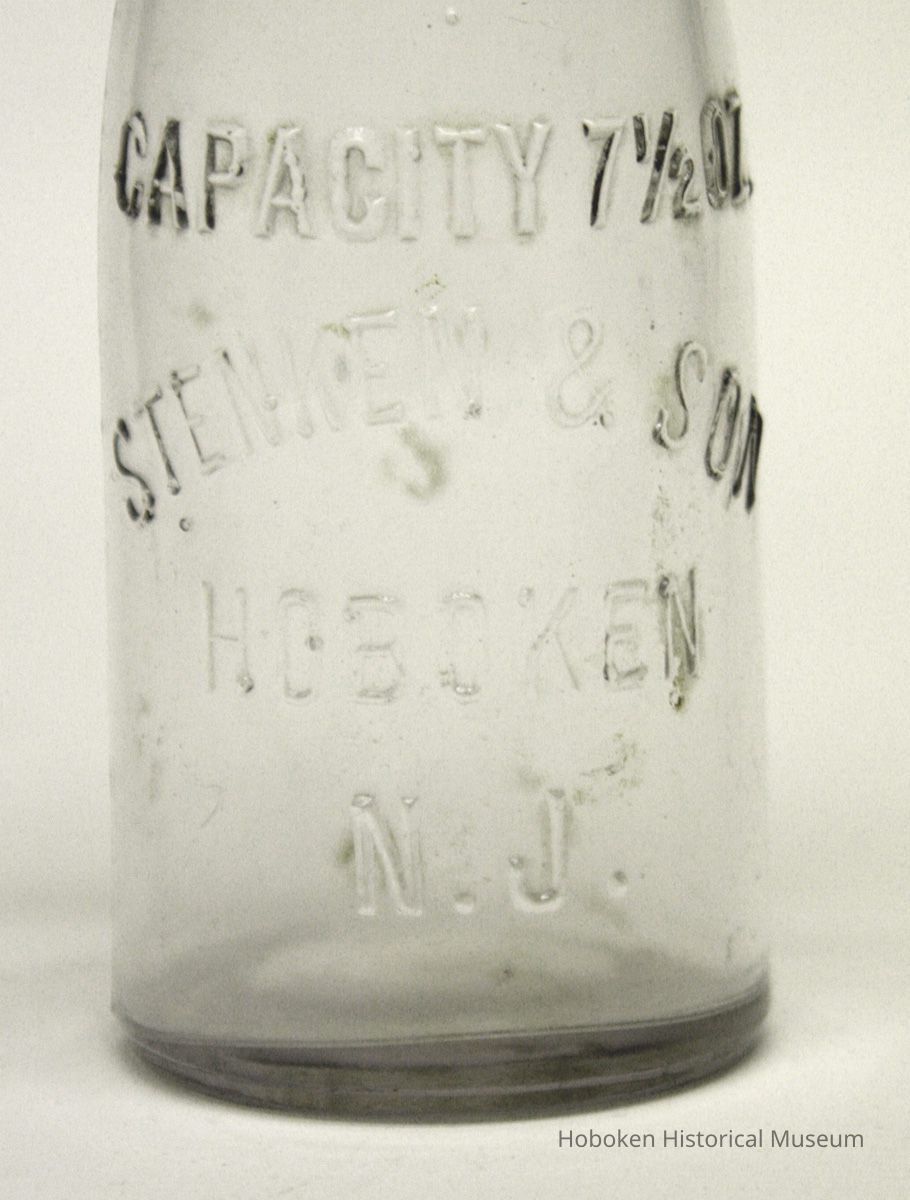 CAPACITY 7½ OZ.
STENKEN & SON
HOBOKEN
N.J.
Hoboken Historical Museum